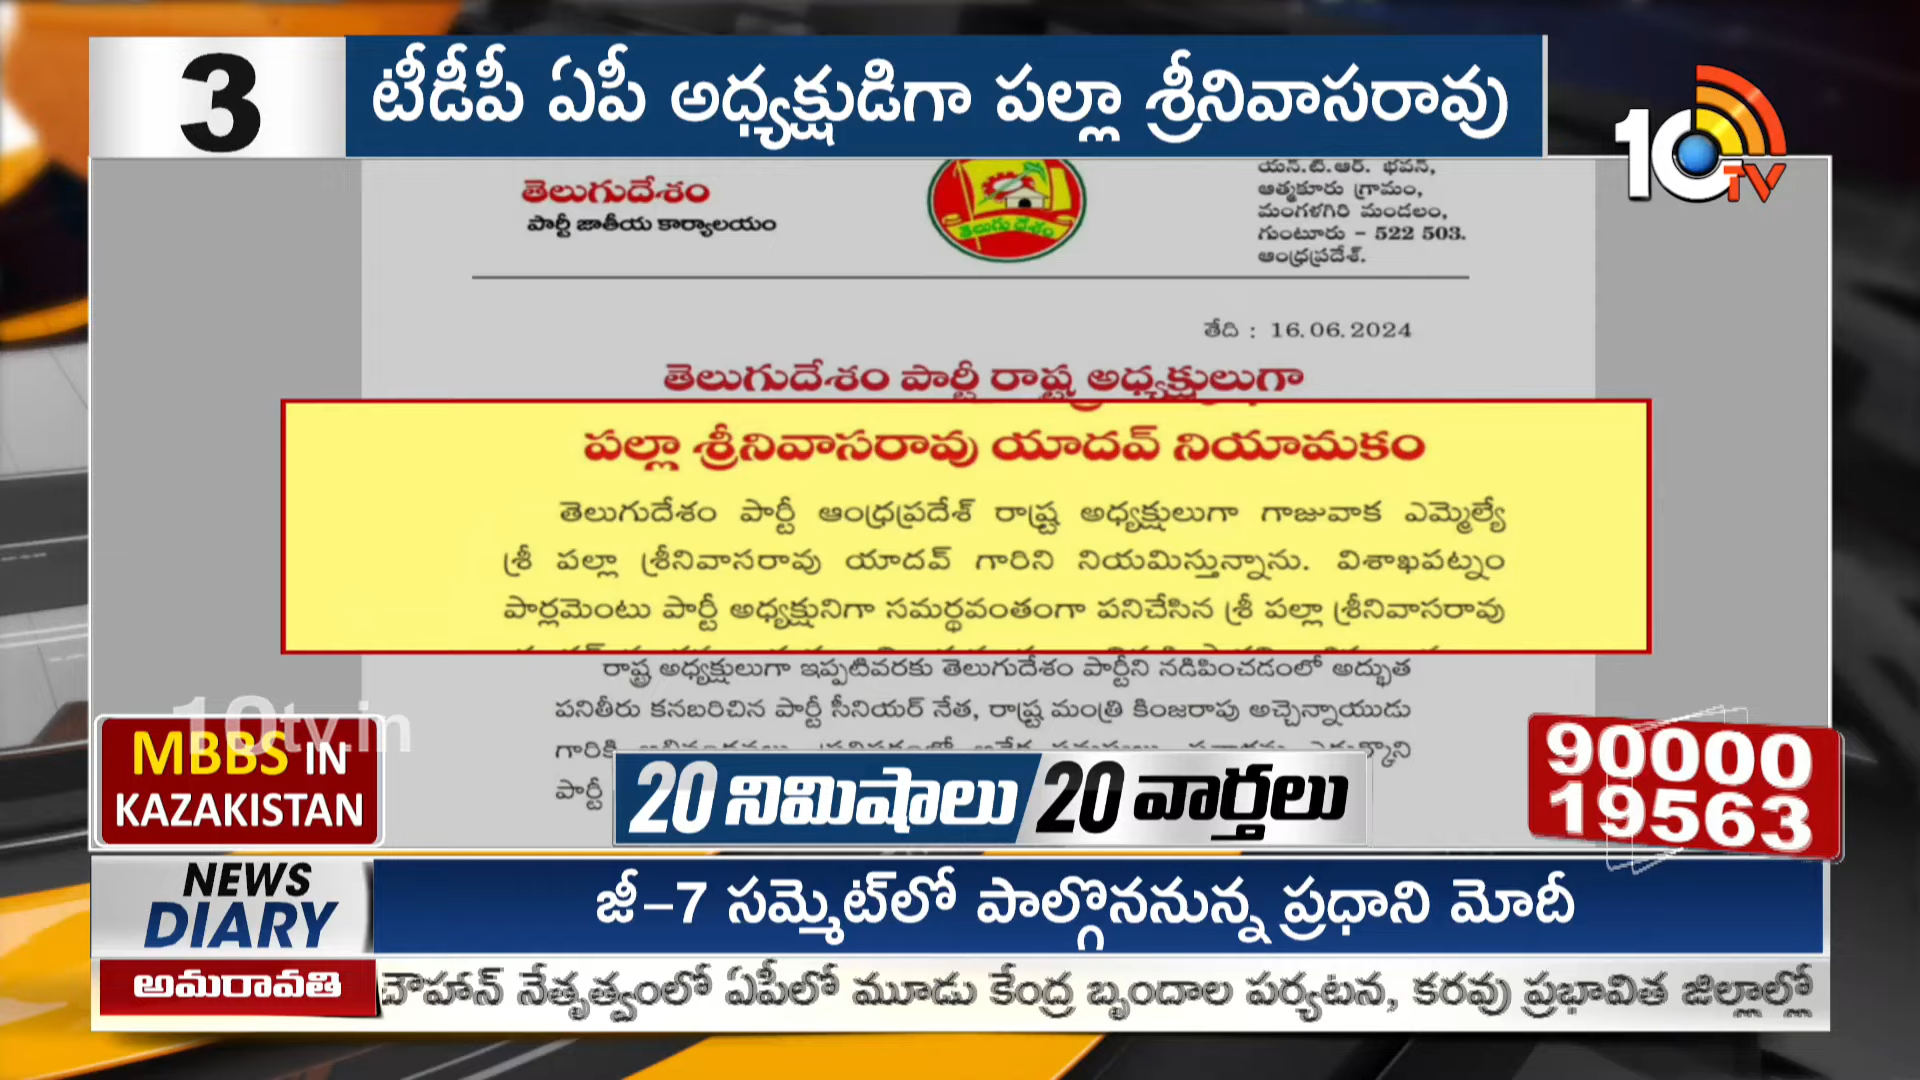 3
టీడీపీ ఏపీ అధ్యక్షుడిగా పల్లా శ్రీనివాసరావు
10TV
తెలుగుదేశం
పార్టీ జాతీయ కార్యాలయం
తెలుగు దేశం
యన్.టి.ఆర్. భవన్,
ఆత్మకూరు గ్రామం,
మంగళగిరి మండలం,
గుంటూరు - 522 503.
ఆంధ్రప్రదేశ్.
తేది : 16.06.2024
తెలుగుదేశం పార్టీ రాష్ట్ర అధ్యక్షులుగా
పల్లా శ్రీనివాసరావు యాదవ్ నియామకం
తెలుగుదేశం పార్టీ ఆంధ్రప్రదేశ్ రాష్ట్ర అధ్యక్షులుగా గాజువాక ఎమ్మెల్యే
శ్రీ పల్లా శ్రీనివాసరావు యాదవ్ గారిని నియమిస్తున్నాను. విశాఖపట్నం
పార్లమెంటు పార్టీ అధ్యక్షునిగా సమర్థవంతంగా పనిచేసిన శ్రీ పల్లా శ్రీనివాసరావు
రాష్ట్ర అధ్యక్షులుగా ఇప్పటివరకు తెలుగుదేశం పార్టీని నడిపించడంలో అద్భుత
పనితీరు కనబరిచిన పార్టీ సీనియర్ నేత, రాష్ట్ర మంత్రి కింజరాపు అచ్చెన్నాయుడు
గారికి
పార్టీ
10tv.in
MBBS IN
KAZAKISTAN
20 నిమిషాలు 20 వార్తలు
90000
19563
NEWS
DIARY
జీ-7 సమ్మెట్‌లో పాల్గొననున్న ప్రధాని మోదీ
అమరావతి
చౌహాన్ నేతృత్వంలో ఏపీలో మూడు కేంద్ర బృందాల పర్యటన, కరవు ప్రభావిత జిల్లాల్లో